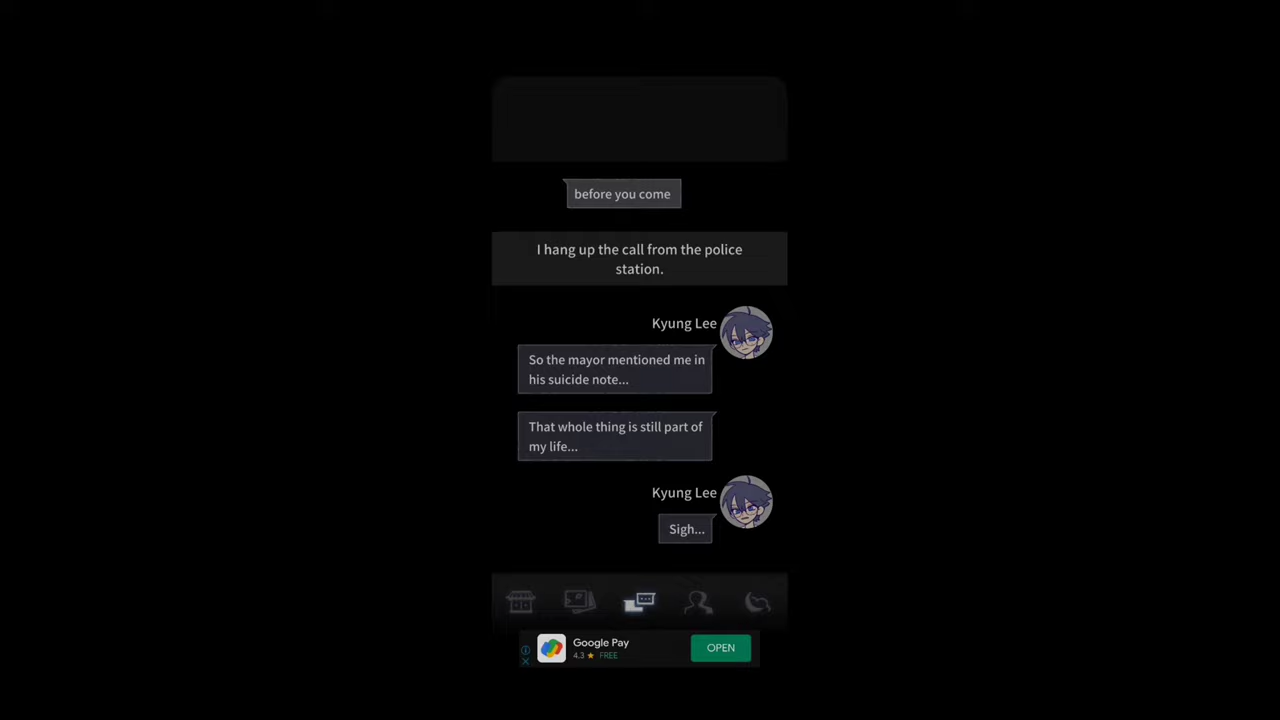 before you come
I hang up the call from the police
station.
Kyung Lee
So the mayor mentioned me in
his suicide note...
That whole thing is still part of
my life...
Kyung Lee
Sigh...
Google Pay
4.3 ★ FREE
OPEN